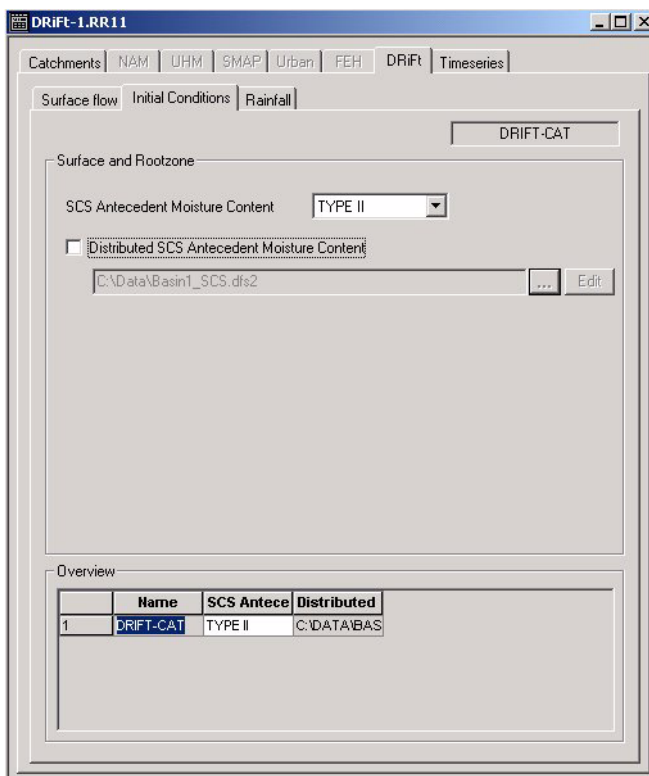 DRiFt-1.RR11
Catchments NAM UHM SMAP Urban FEH DRiFt Timeseries
Surface flow Initial Conditions Rainfall
DRIFT-CAT
Surface and Rootzone
SCS Antecedent Moisture Content TYPE II
Distributed SCS Antecedent Moisture Content
C:\Data\Basin1_SCS.dfs2 ... Edit
Overview
Name SCS Antece Distributed
1 DRIFT-CAT TYPE II C:\DATA\BAS